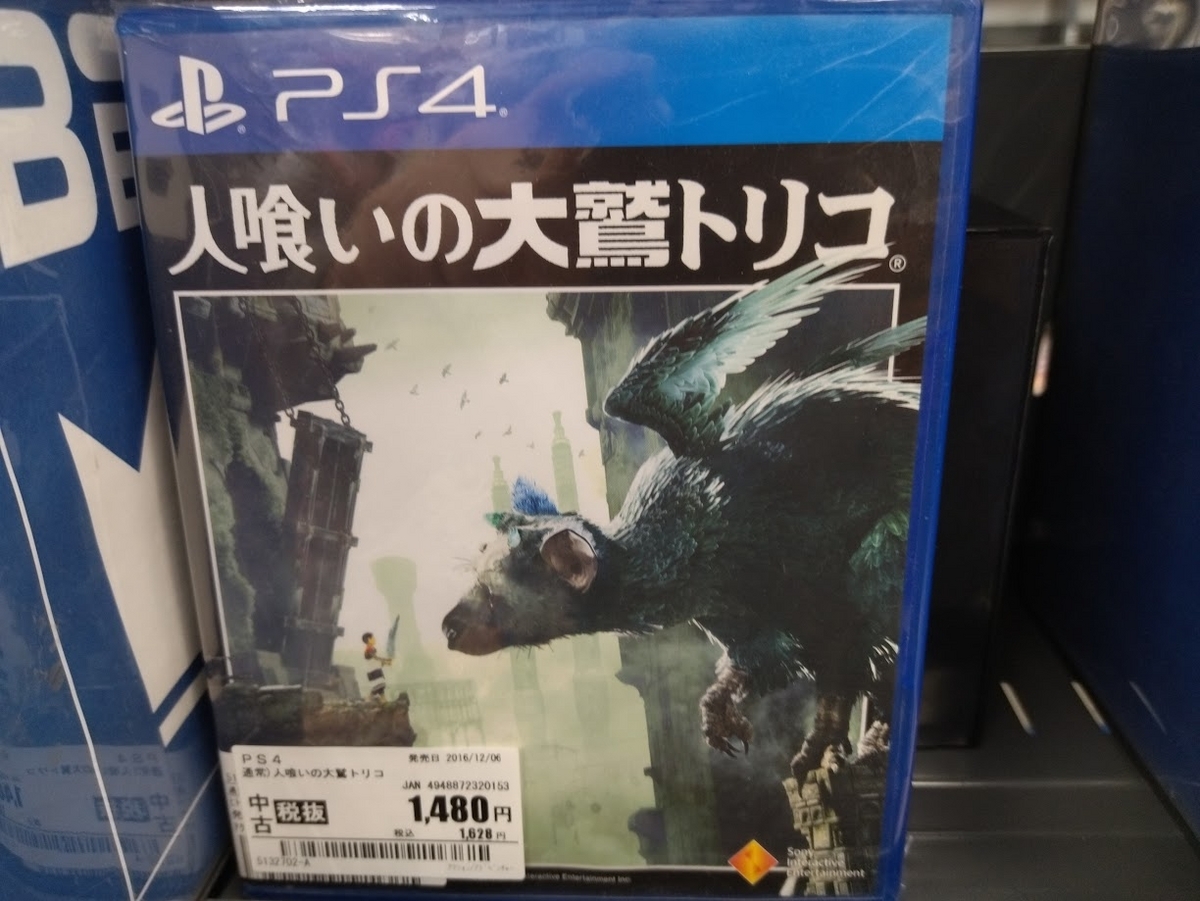 PS4
人喰いの大鷲トリコ®
PS4 発売日 2016/12/06
通常)人喰いの大鷲トリコ
JAN 4948872320153
中古 税抜 1,480円
税込 1,628円
S132702-A
Sony
Interactive
Entertainment